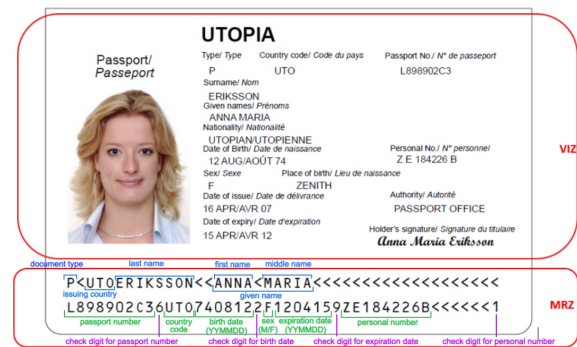 UTOPIA
Passport/
Passeport
Type/ Type Country code/ Code du pays Passport No./ N° de passeport
P UTO L898902C3
Surname/ Nom
ERIKSSON
Given names/ Prénoms
ANNA MARIA
Nationality/ Nationalité
UTOPIAN/UTOPIENNE
Date of Birth/ Date de naissance Personal No./ N° personnel
12 AUG/AOÛT 74 Z E 184226 B
Sex/ Sexe Place of birth/ Lieu de naissance
F ZENITH
Date of issue/ Date de délivrance Authority/ Autorité
16 APR/AVR 07 PASSPORT OFFICE
Date of expiry/ Date d'expiration Holder's signature/ Signature du titulaire
15 APR/AVR 12 Anna Maria Eriksson
VIZ
document type last name first name middle name
P<UTOERIKSSON<<ANNA<MARIA<<<<<<<<<<<<<<<<<<<
issuing country given name
L898902C36UTO7408122F1204159ZE184226B<<<<<1
passport number country code birth date (YYMMDD) sex (M/F) expiration date (YYMMDD) personal number
check digit for passport number check digit for birth date check digit for expiration date check digit for personal number
MRZ